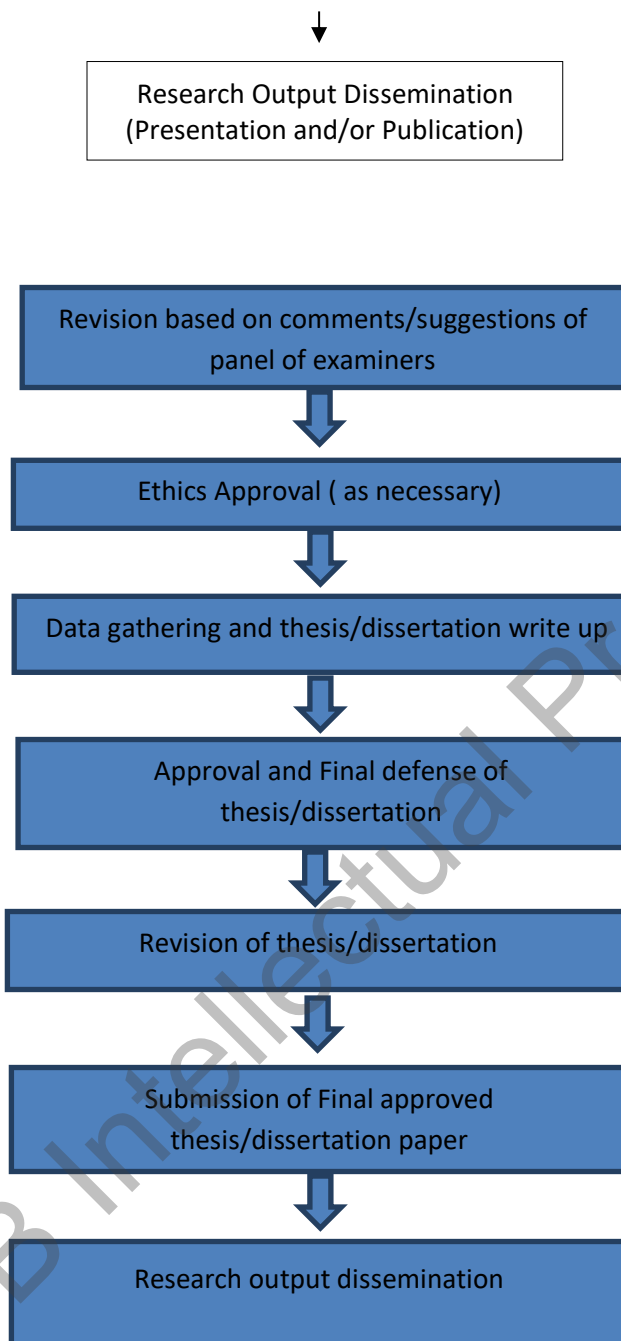 Research Output Dissemination
(Presentation and/or Publication)
Revision based on comments/suggestions of
panel of examiners
Ethics Approval ( as necessary)
Data gathering and thesis/dissertation write up
Approval and Final defense of
thesis/dissertation
Revision of thesis/dissertation
Submission of Final approved
thesis/dissertation paper
Research output dissemination
B Intellectual Pr